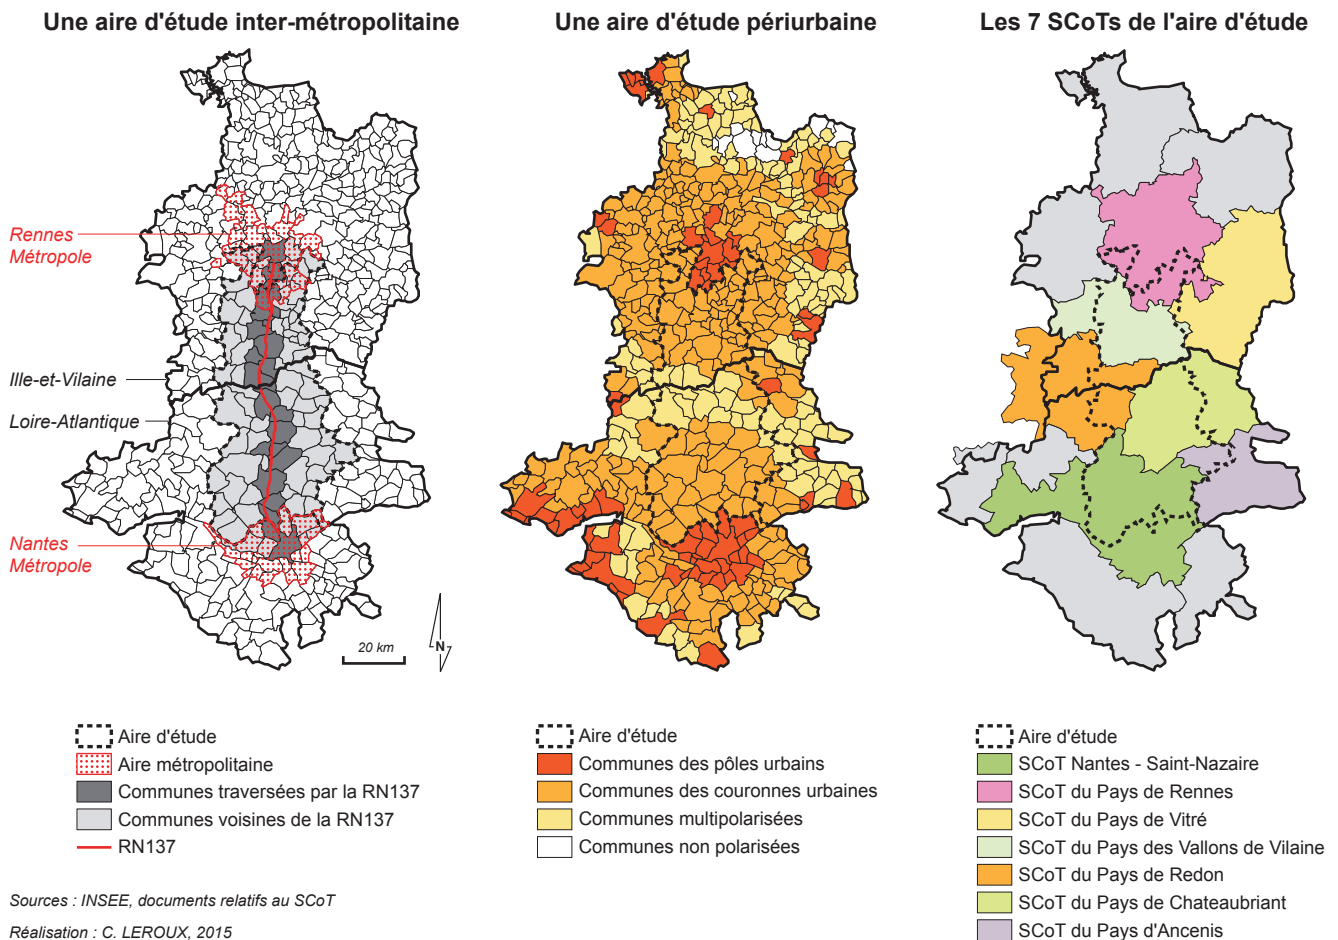 Une aire d'étude inter-métropolitaine
Rennes
Métropole
Ille-et-Vilaine
Loire-Atlantique
Nantes
Métropole
20 km
N
Aire d'étude
Aire métropolitaine
Communes traversées par la RN137
Communes voisines de la RN137
RN137
Une aire d'étude périurbaine
Aire d'étude
Communes des pôles urbains
Communes des couronnes urbaines
Communes multipolarisées
Communes non polarisées
Les 7 SCoTs de l'aire d'étude
Aire d'étude
SCoT Nantes - Saint-Nazaire
SCoT du Pays de Rennes
SCoT du Pays de Vitré
SCoT du Pays des Vallons de Vilaine
SCoT du Pays de Redon
SCoT du Pays de Chateaubriant
SCoT du Pays d'Ancenis
Sources : INSEE, documents relatifs au SCoT
Réalisation : C. LEROUX, 2015